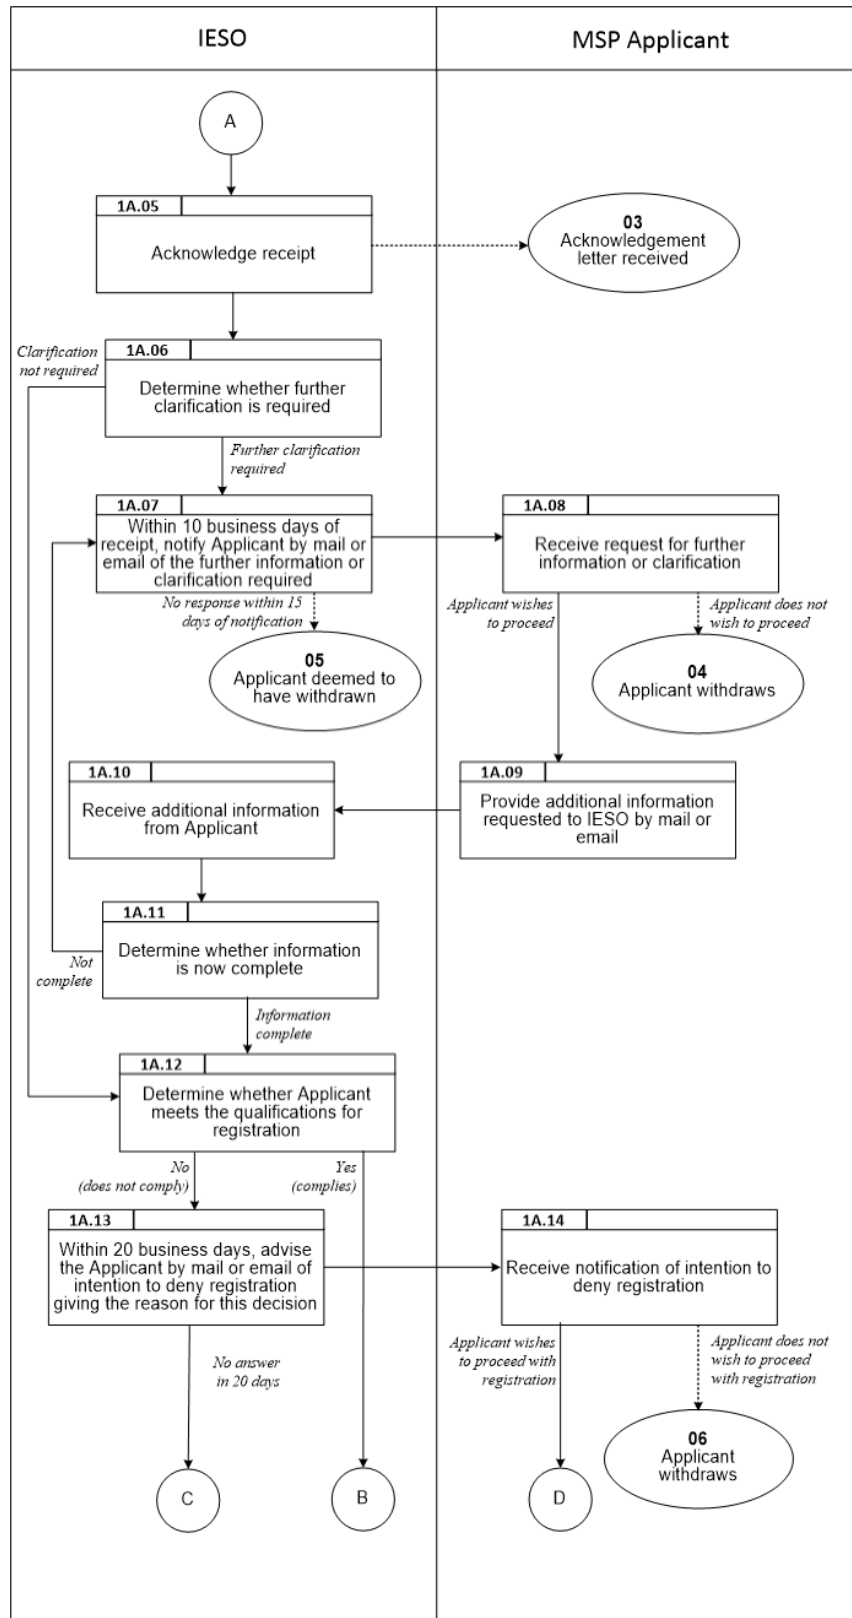 IESO
MSP Applicant
A
1A.05
Acknowledge receipt
03
Acknowledgement
letter received
Clarification
not required
1A.06
Determine whether further
clarification is required
Further clarification
required
1A.07
Within 10 business days of
receipt, notify Applicant by mail or
email of the further information or
clarification required
1A.08
Receive request for further
information or clarification
No response within 15
days of notification
Applicant wishes
to proceed
Applicant does not
wish to proceed
05
Applicant deemed to
have withdrawn
04
Applicant withdraws
1A.10
Receive additional information
from Applicant
1A.09
Provide additional information
requested to IESO by mail or
email
1A.11
Determine whether information
is now complete
Not
complete
Information
complete
1A.12
Determine whether Applicant
meets the qualifications for
registration
No
(does not comply)
Yes
(complies)
1A.13
Within 20 business days, advise
the Applicant by mail or email of
intention to deny registration
giving the reason for this decision
1A.14
Receive notification of intention to
deny registration
No answer
in 20 days
Applicant wishes
to proceed with
registration
Applicant does not
wish to proceed
with registration
06
Applicant
withdraws
C
B
D